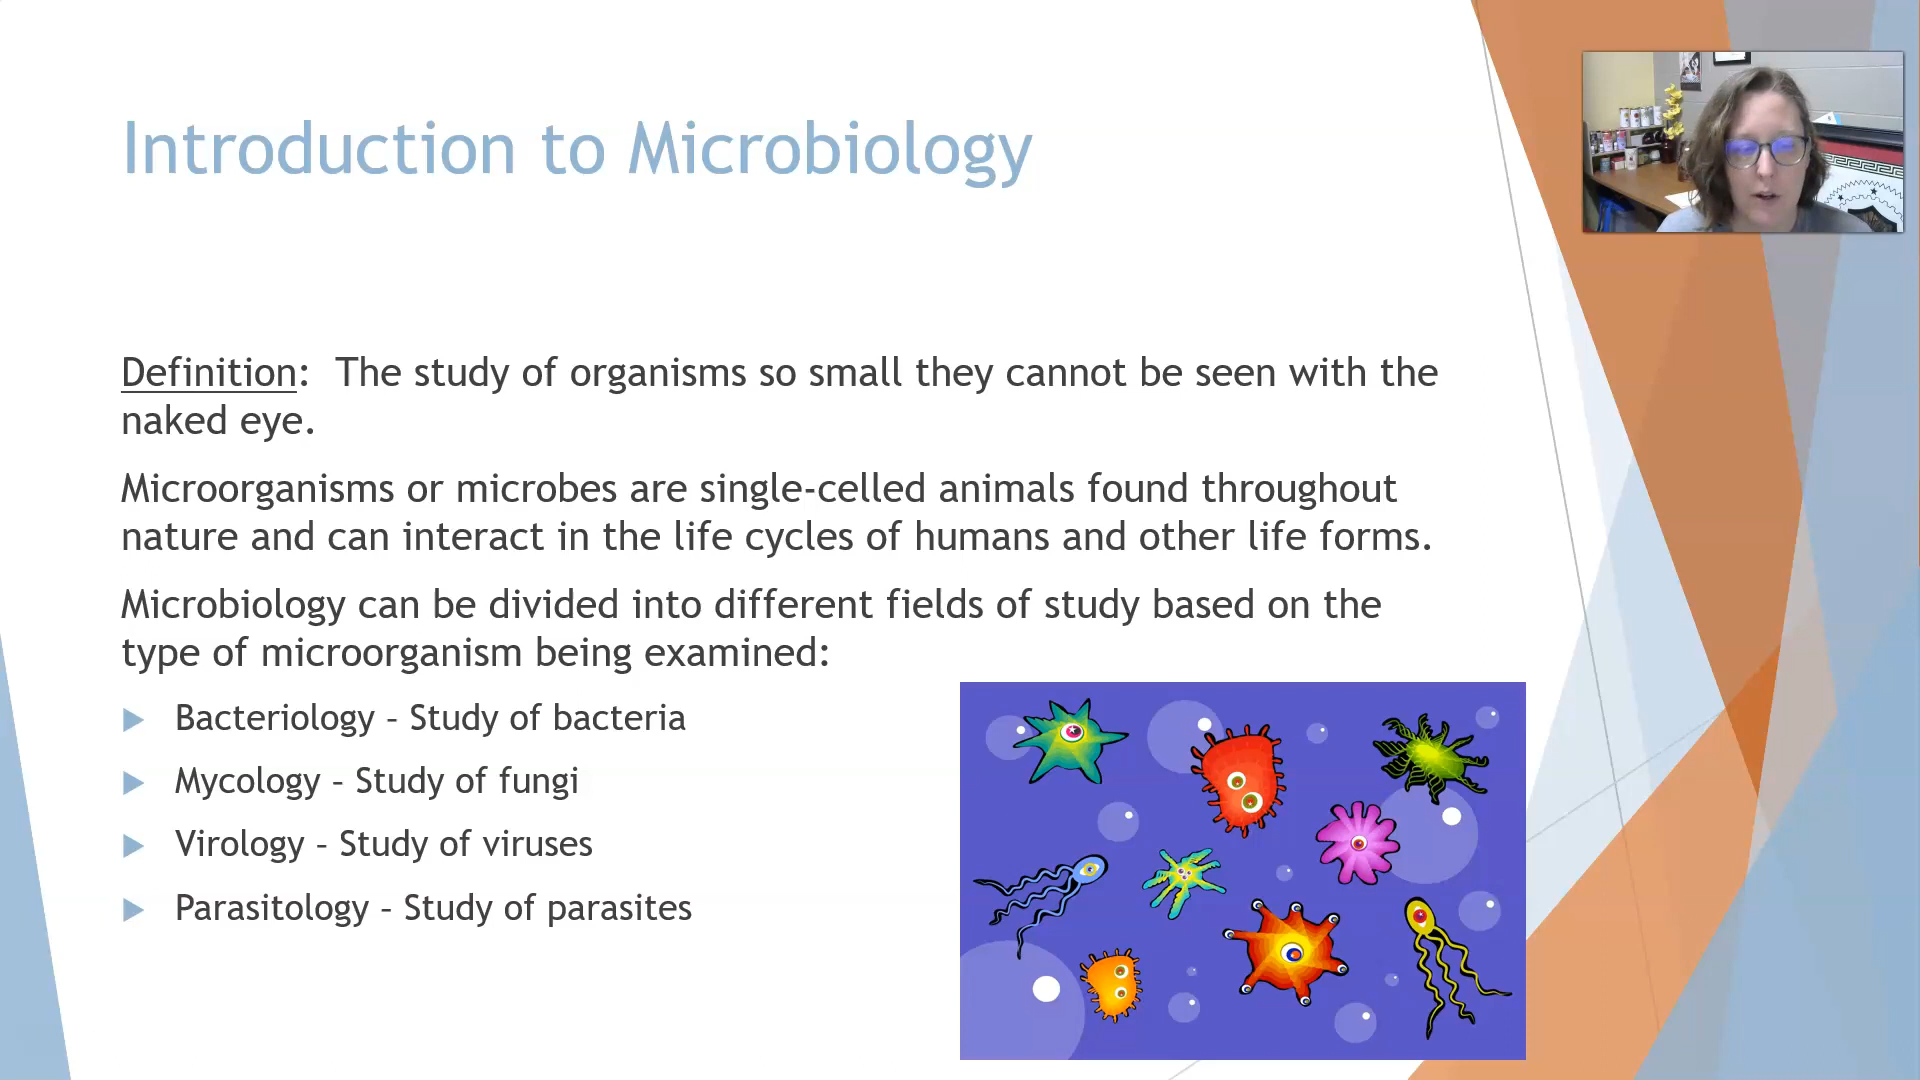 Introduction to Microbiology
Definition:  The study of organisms so small they cannot be seen with the
naked eye.
Microorganisms or microbes are single-celled animals found throughout
nature and can interact in the life cycles of humans and other life forms.
Microbiology can be divided into different fields of study based on the
type of microorganism being examined:
Bacteriology – Study of bacteria
Mycology – Study of fungi
Virology – Study of viruses
Parasitology – Study of parasites